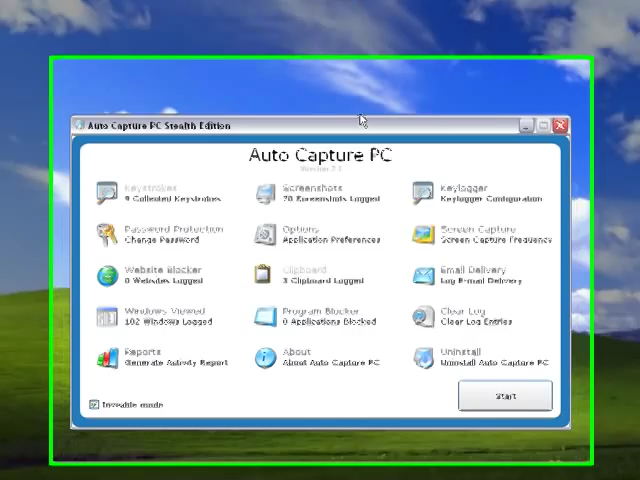 Auto Capture PC Stealth Edition
Auto Capture PC
Keystrokes
9 Collected Keystrokes
Screenshots
70 Screenshots Logged
Keylogger
Keylogger Configuration
Password Protection
Change Password
Options
Application Preferences
Screen Capture
Screen Capture Frequency
Website Blocker
0 Websites Logged
Clipboard
3 Clipboard Logged
Email Delivery
Log E-mail Delivery
Windows Viewed
102 Windows Logged
Program Blocker
0 Applications Blocked
Clear Log
Clear Log Entries
Reports
Generate Activity Report
About
About Auto Capture PC
Uninstall
Uninstall Auto Capture PC
Start
mode